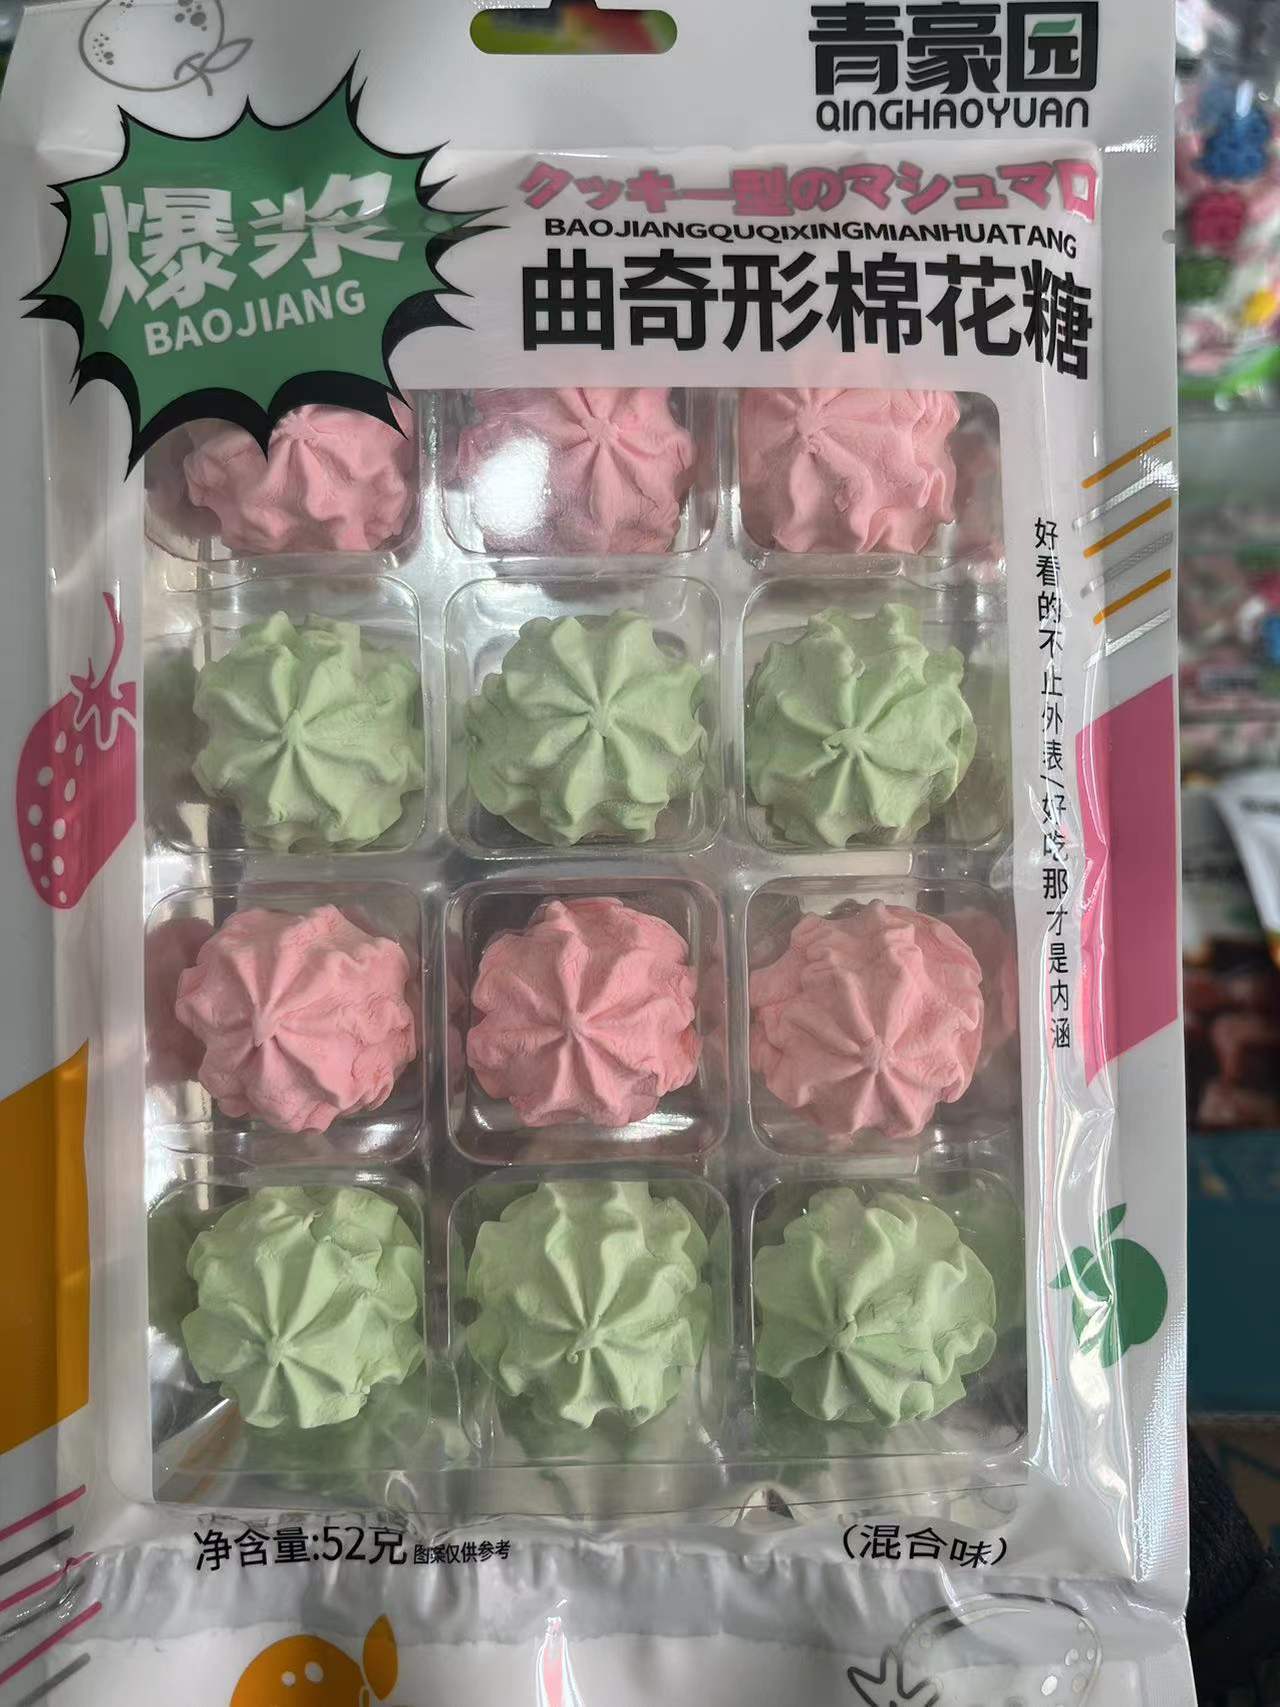 青豪园
QINGHAOYUAN
爆浆
BAOJIANG
クッキー型のマシュマロ
BAOJIANGQUQIXINGMIANHUATANG
曲奇形棉花糖
好看的不止外表/好吃那才是内涵
净含量:52克 图案仅供参考
(混合味)